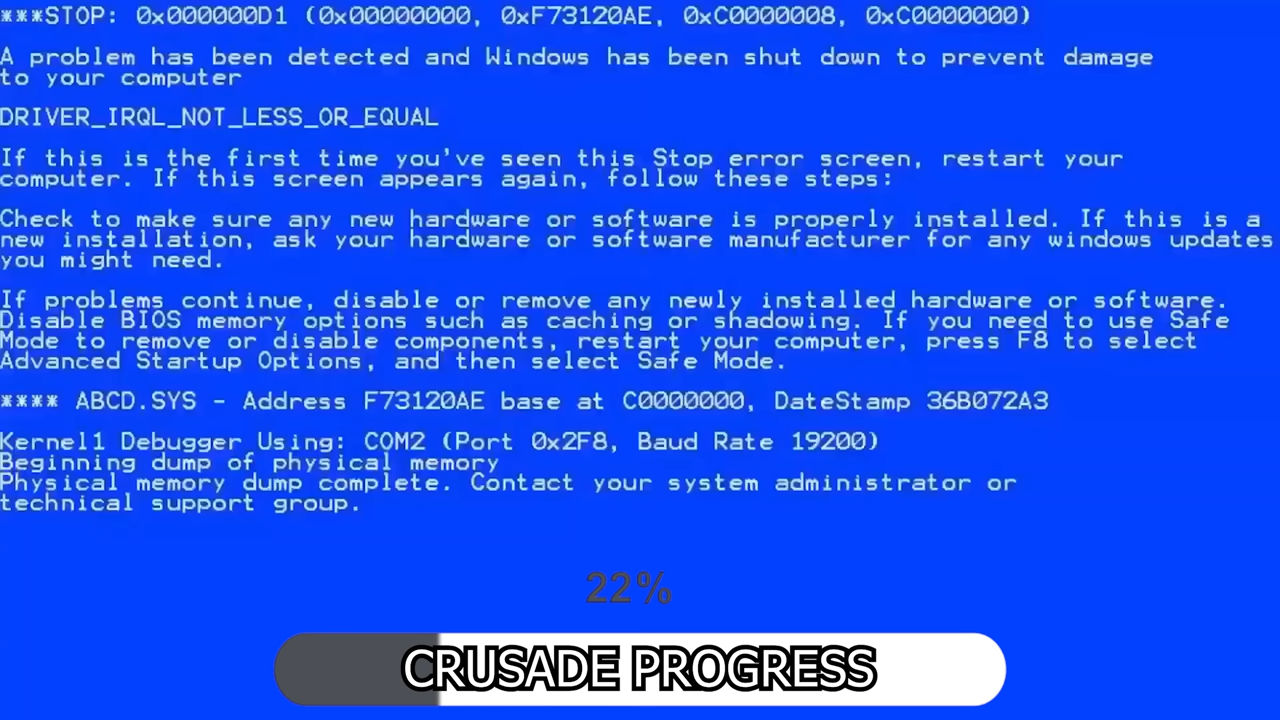 ***STOP: 0x000000D1 (0x00000000, 0xF73120AE, 0xC0000008, 0xC0000000)
A problem has been detected and Windows has been shut down to prevent damage
to your computer
DRIVER_IRQL_NOT_LESS_OR_EQUAL
If this is the first time you've seen this Stop error screen, restart your
computer. If this screen appears again, follow these steps:
Check to make sure any new hardware or software is properly installed. If this is a
new installation, ask your hardware or software manufacturer for any windows updates
you might need.
If problems continue, disable or remove any newly installed hardware or software.
Disable BIOS memory options such as caching or shadowing. If you need to use Safe
Mode to remove or disable components, restart your computer, press F8 to select
Advanced Startup Options, and then select Safe Mode.
**** ABCD.SYS - Address F73120AE base at C0000000, DateStamp 36B072A3
Kernel1 Debugger Using: COM2 (Port 0x2F8, Baud Rate 19200)
Beginning dump of physical memory
Physical memory dump complete. Contact your system administrator or
technical support group.
22%
CRUSADE PROGRESS